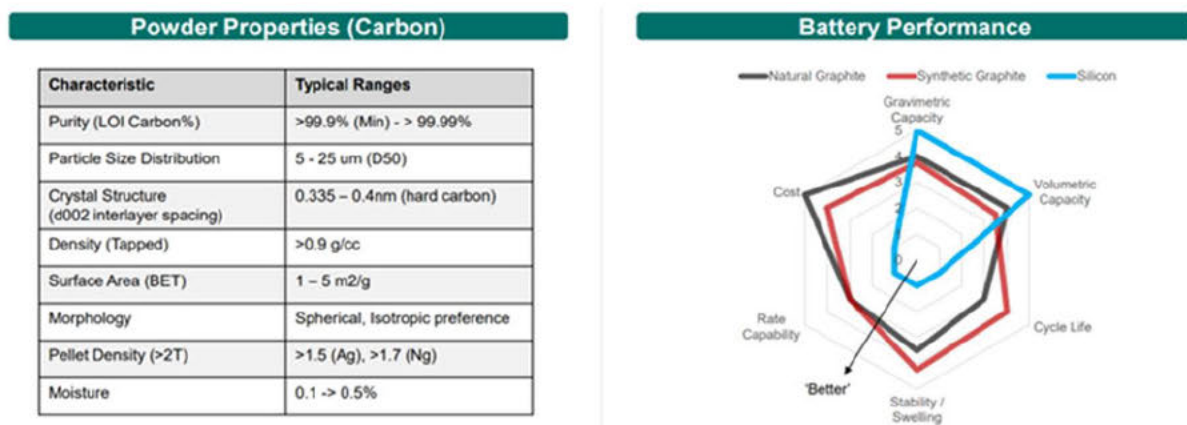 Powder Properties (Carbon)
Characteristic Typical Ranges
Purity (LOI Carbon%) >99.9% (Min) - > 99.99%
Particle Size Distribution 5 - 25 um (D50)
Crystal Structure
(d002 interlayer spacing) 0.335 – 0.4nm (hard carbon)
Density (Tapped) >0.9 g/cc
Surface Area (BET) 1 – 5 m2/g
Morphology Spherical, Isotropic preference
Pellet Density (>2T) >1.5 (Ag), >1.7 (Ng)
Moisture 0.1 -> 0.5%
Battery Performance
Natural Graphite Synthetic Graphite Silicon
Gravimetric
Capacity
5
4
3
2
1
0
Cost
Volumetric
Capacity
Rate
Capability
Cycle Life
'Better'
Stability /
Swelling